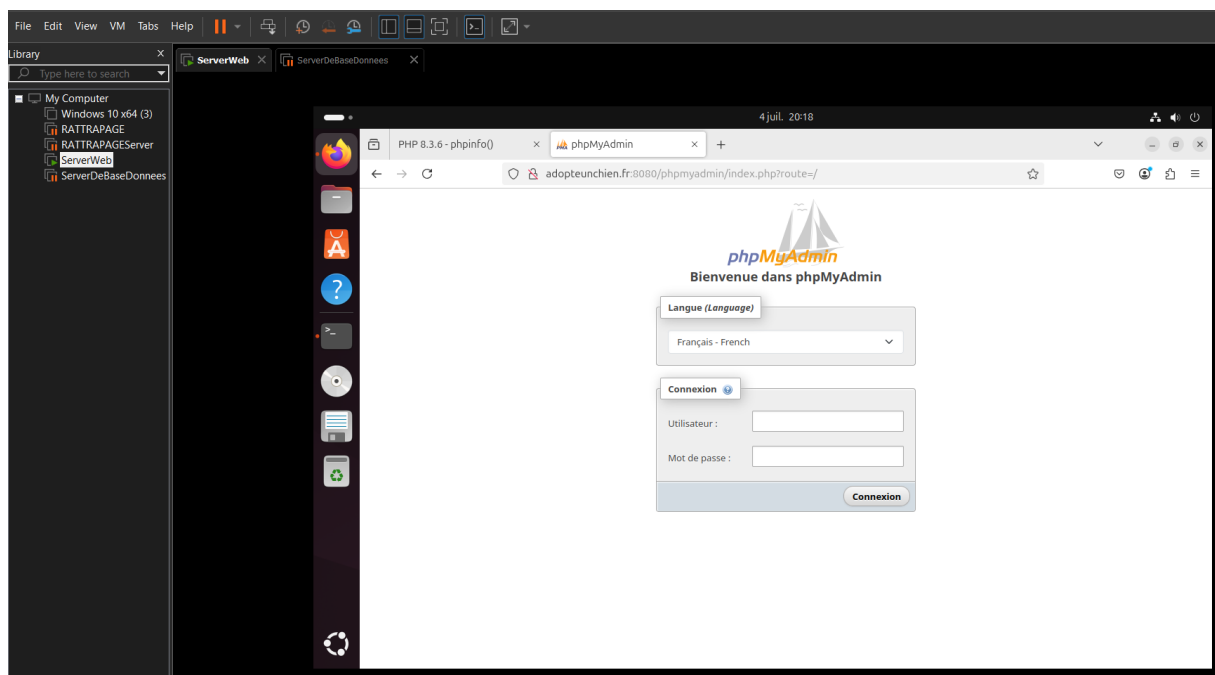 File Edit View VM Tabs Help
Library X
Type here to search
ServerWeb
ServerDeBaseDonnees
My Computer
Windows 10 x64 (3)
RATTRAPAGE
RATTRAPAGEServer
ServerWeb
ServerDeBaseDonnees
4 juil. 20:18
PHP 8.3.6 - phpinfo()
phpMyAdmin
adopteunchien.fr:8080/phpmyadmin/index.php?route=/
phpMyAdmin
Bienvenue dans phpMyAdmin
Langue (Language)
Français - French
Connexion
Utilisateur :
Mot de passe :
Connexion